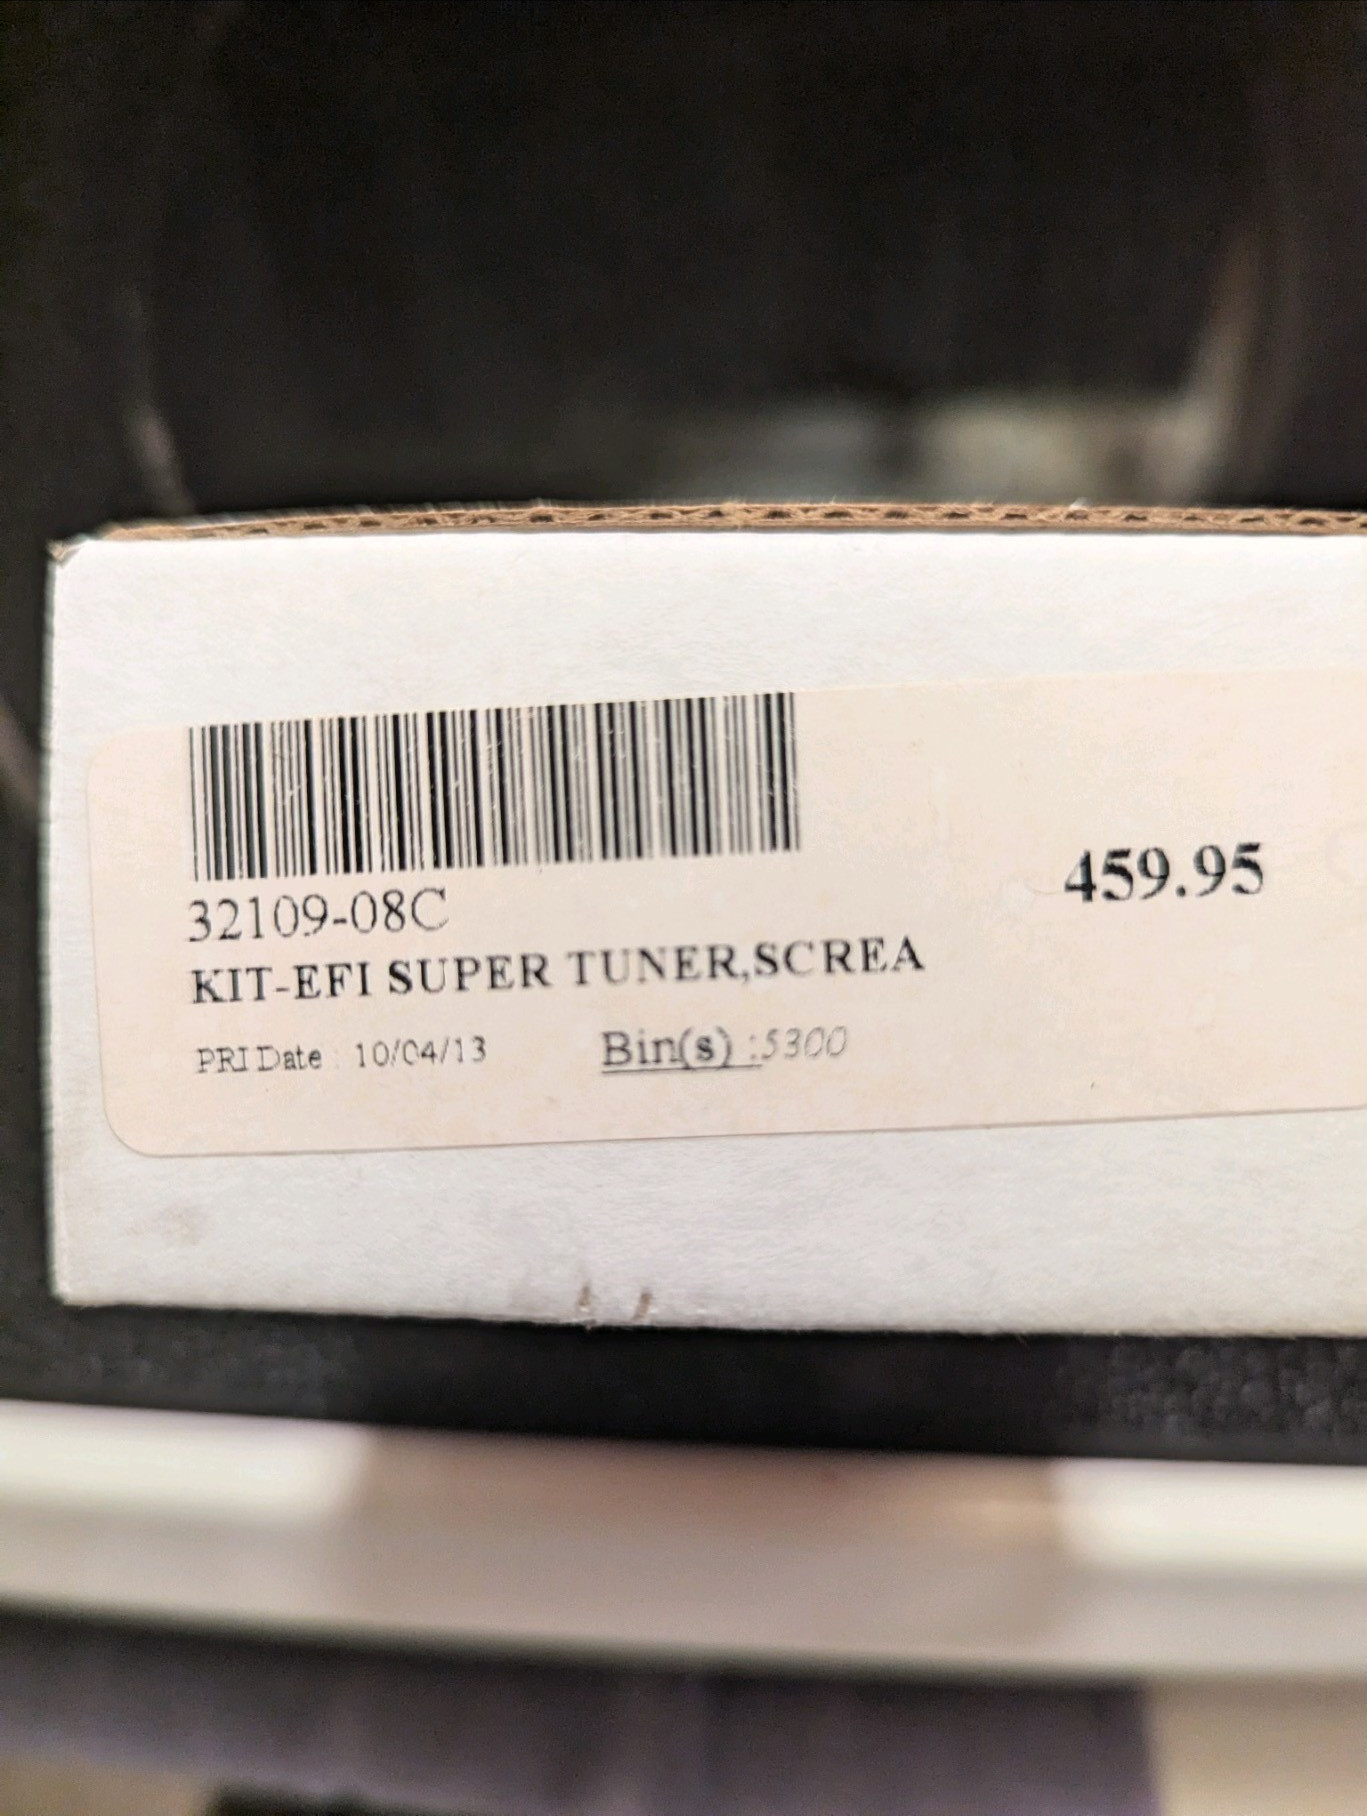 32109-08C
459.95
KIT-EFI SUPER TUNER,SCREA
PRI Date : 10/04/13 Bin(s) :5300